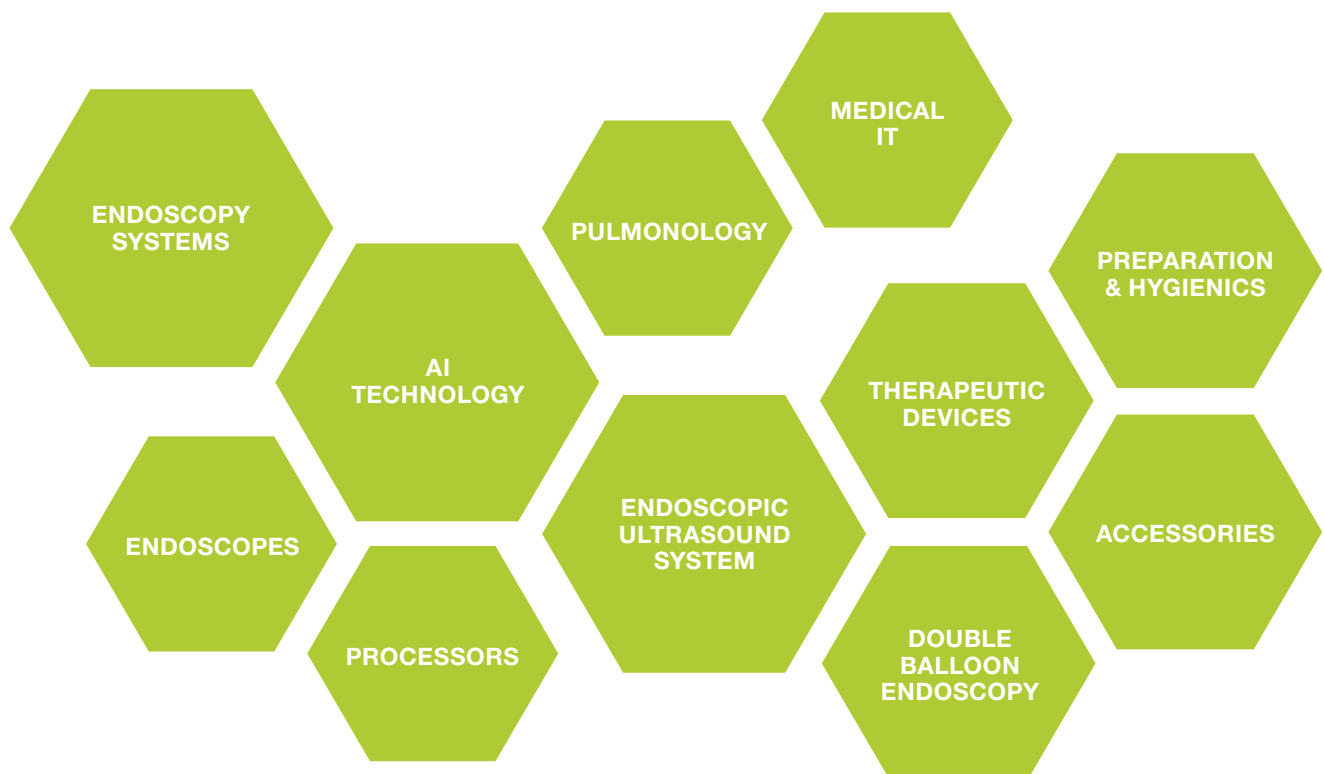 MEDICAL
IT
ENDOSCOPY
SYSTEMS
PULMONOLOGY
PREPARATION
& HYGIENICS
AI
TECHNOLOGY
THERAPEUTIC
DEVICES
ENDOSCOPES
ENDOSCOPIC
ULTRASOUND
SYSTEM
ACCESSORIES
PROCESSORS
DOUBLE
BALLOON
ENDOSCOPY